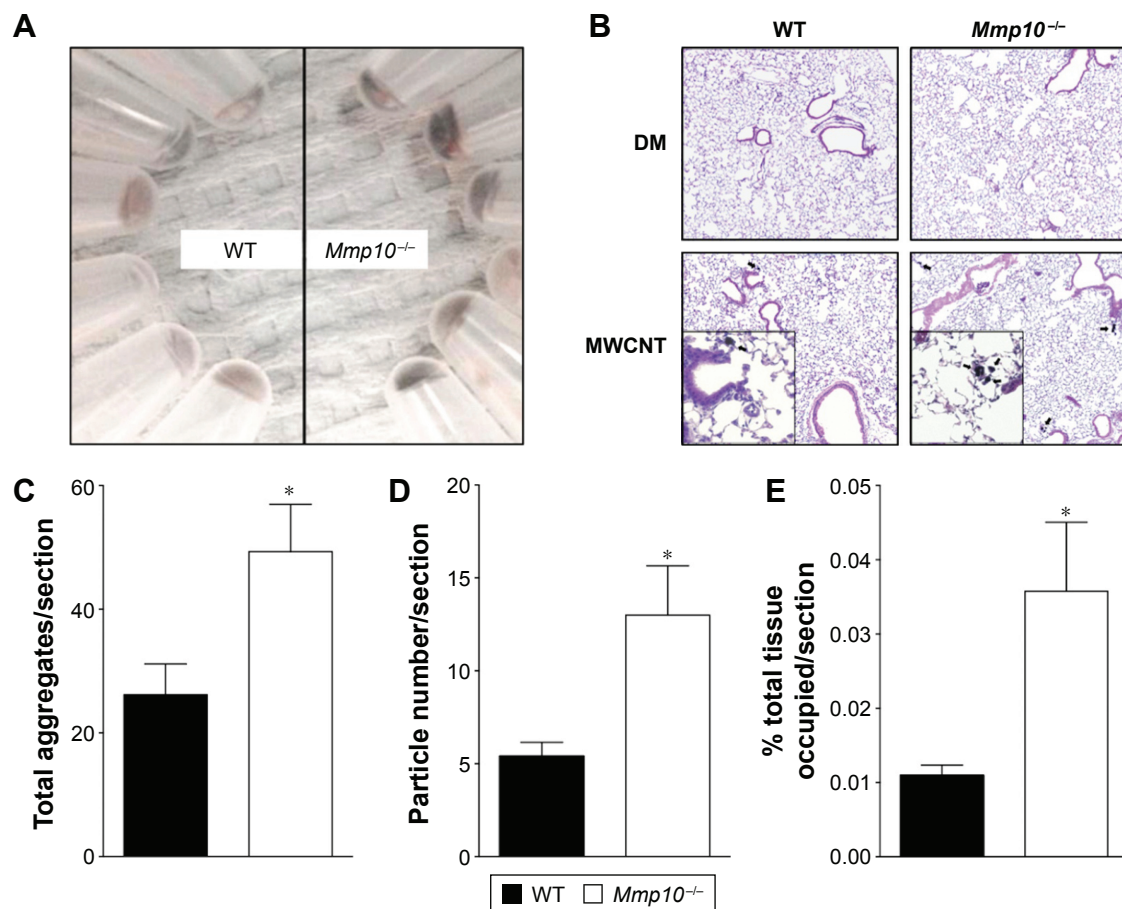 A
WT
Mmp10–/–
B
WT
Mmp10–/–
DM
MWCNT
C
Total aggregates/section
60
40
20
0
*
D
Particle number/section
20
15
10
5
0
*
E
% total tissue
occupied/section
0.05
0.04
0.03
0.02
0.01
0.00
*
WT
Mmp10–/–